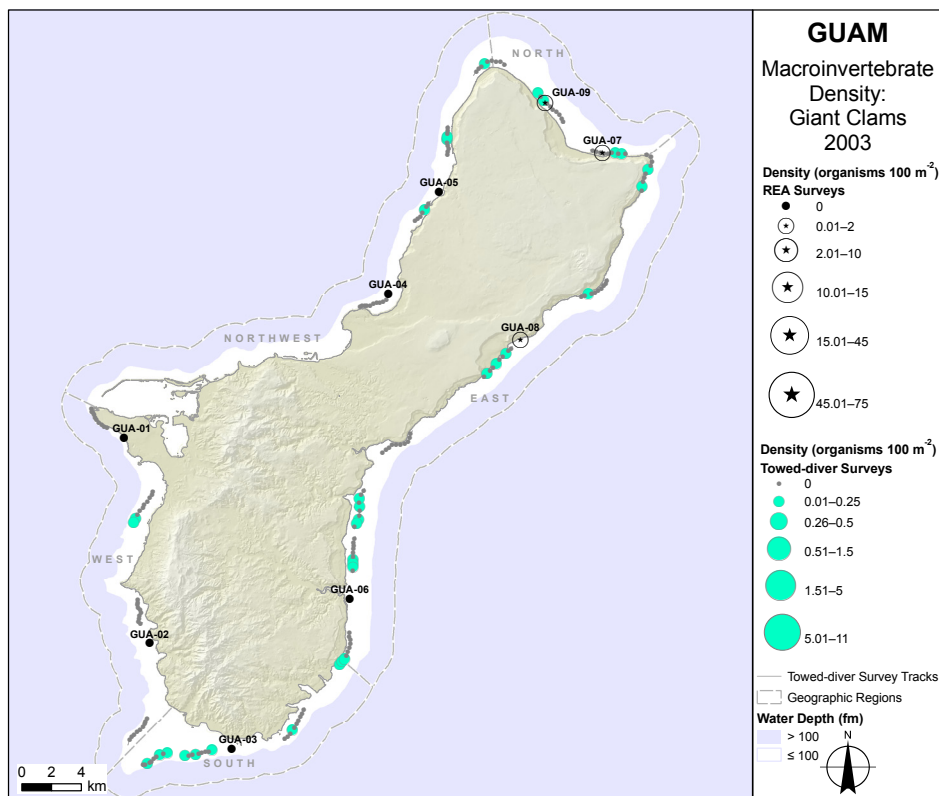 GUAM
Macroinvertebrate
Density:
Giant Clams
2003
Density (organisms 100 m⁻²)
REA Surveys
0
0.01–2
2.01–10
10.01–15
15.01–45
45.01–75
Density (organisms 100 m⁻²)
Towed-diver Surveys
0
0.01–0.25
0.26–0.5
0.51–1.5
1.51–5
5.01–11
Towed-diver Survey Tracks
Geographic Regions
Water Depth (fm)
> 100
≤ 100
N
NORTH
GUA-09
GUA-07
GUA-05
GUA-04
NORTHWEST
GUA-08
EAST
GUA-01
WEST
GUA-06
GUA-02
GUA-03
SOUTH
0 2 4
km